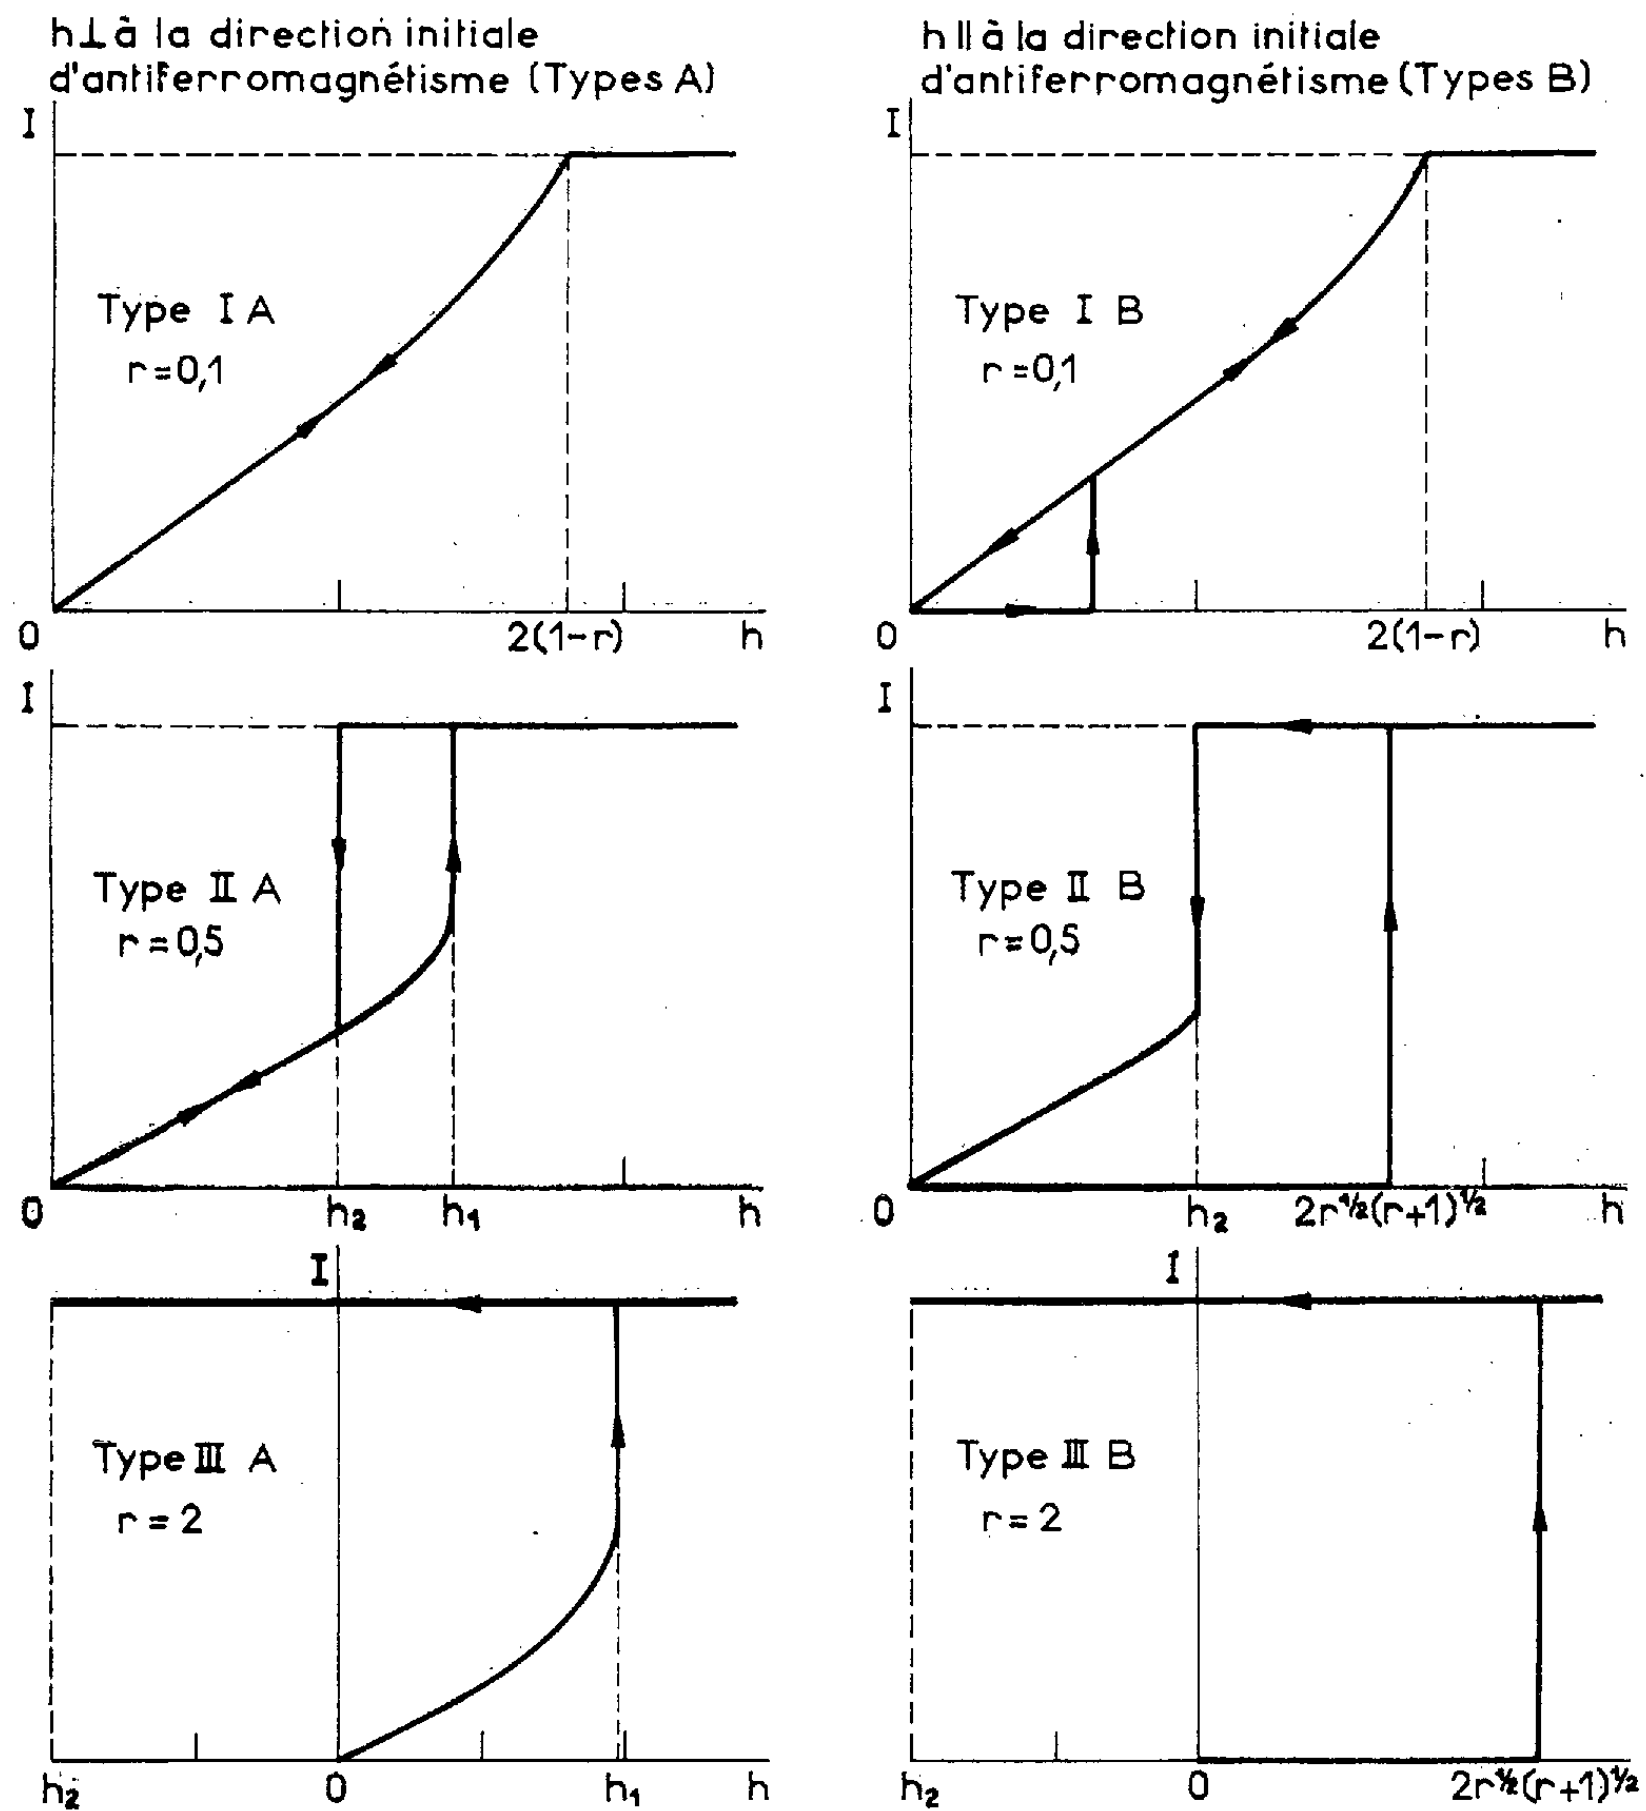 h⊥à la direction initiale
d'antiferromagnétisme (Types A)
h∥à la direction initiale
d'antiferromagnétisme (Types B)
I
Type I A
r=0,1
0
2(1-r)
h
I
Type I B
r=0,1
0
2(1-r)
h
I
Type II A
r=0,5
0
h₂
h₁
h
I
Type II B
r=0,5
0
h₂
2r^½(r+1)^½
h
I
Type III A
r=2
h₂
0
h₁
h
I
Type III B
r=2
h₂
0
2r^½(r+1)^½